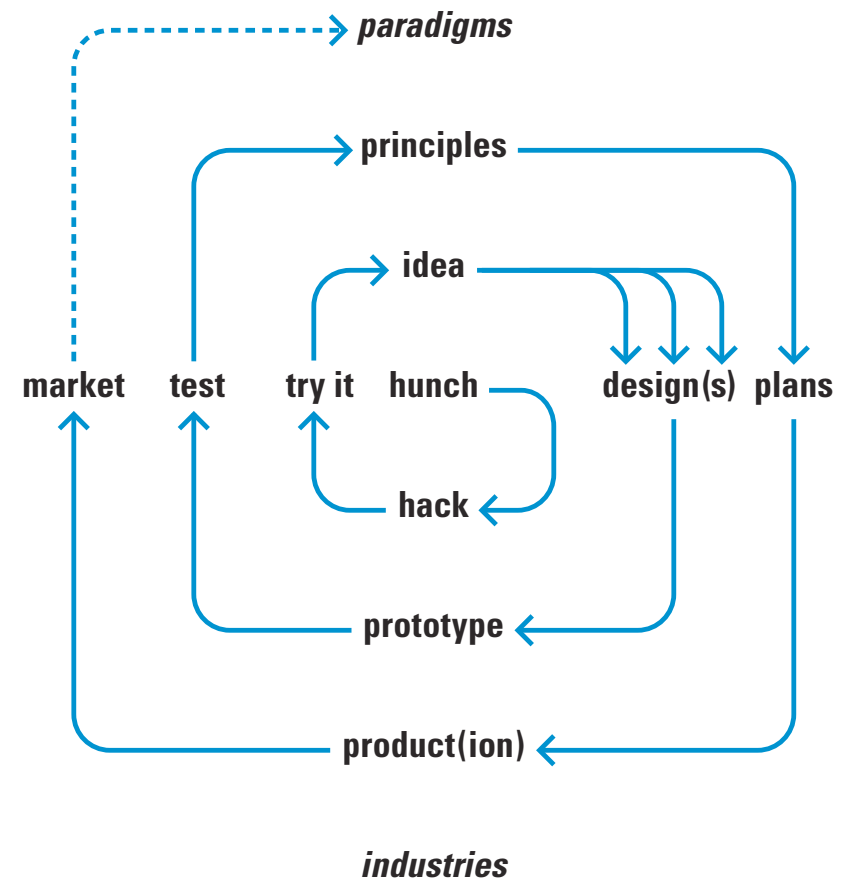 paradigms
principles
idea
market test try it hunch design(s) plans
hack
prototype
product(ion)
industries